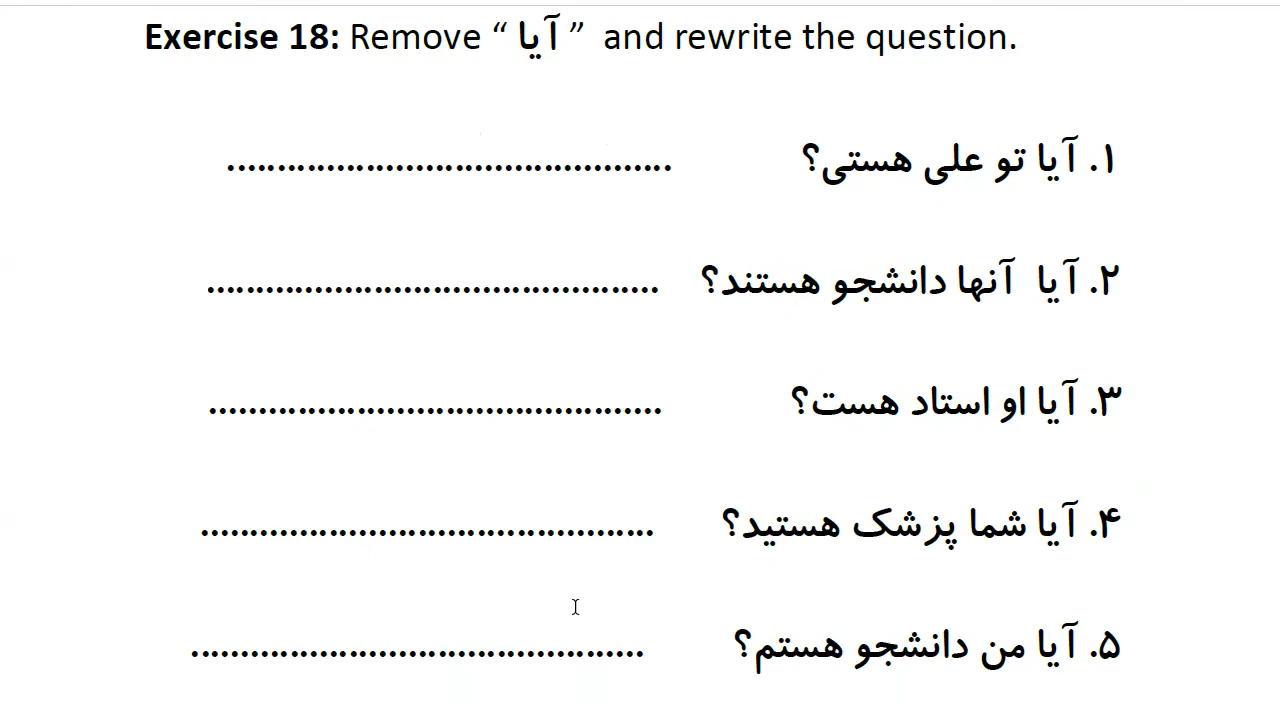 Exercise 18: Remove “ آیا ” and rewrite the question.
۱. آیا تو علی هستی؟ .............................................
۲. آیا آنها دانشجو هستند؟ .............................................
۳. آیا او استاد هست؟ .............................................
۴. آیا شما پزشک هستید؟ .............................................
۵. آیا من دانشجو هستم؟ .............................................